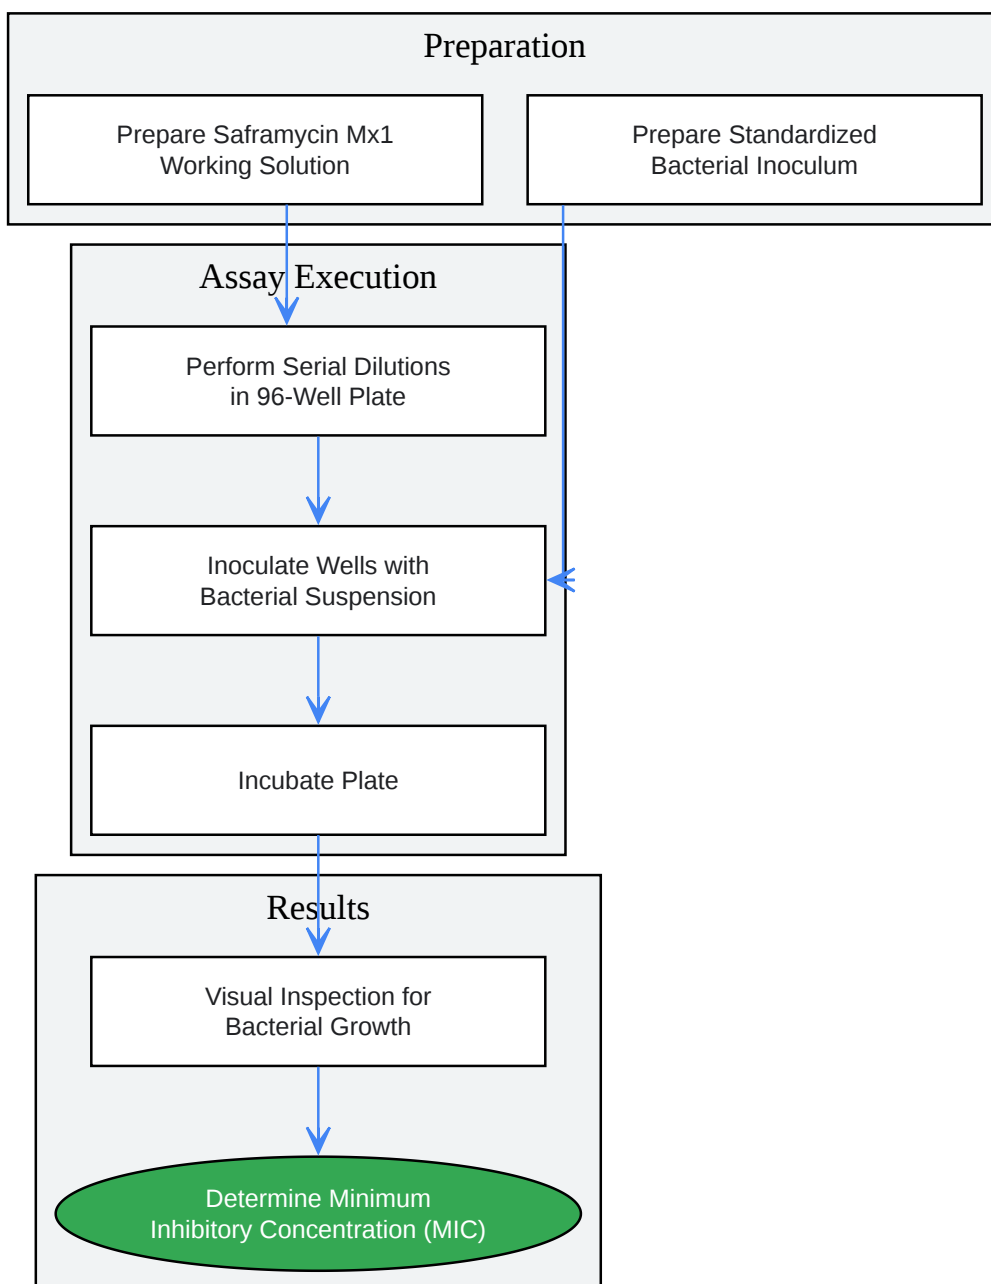 Preparation
Prepare Saframycin Mx1
Working Solution
Prepare Standardized
Bacterial Inoculum
Assay Execution
Perform Serial Dilutions
in 96-Well Plate
Inoculate Wells with
Bacterial Suspension
Incubate Plate
Results
Visual Inspection for
Bacterial Growth
Determine Minimum
Inhibitory Concentration (MIC)